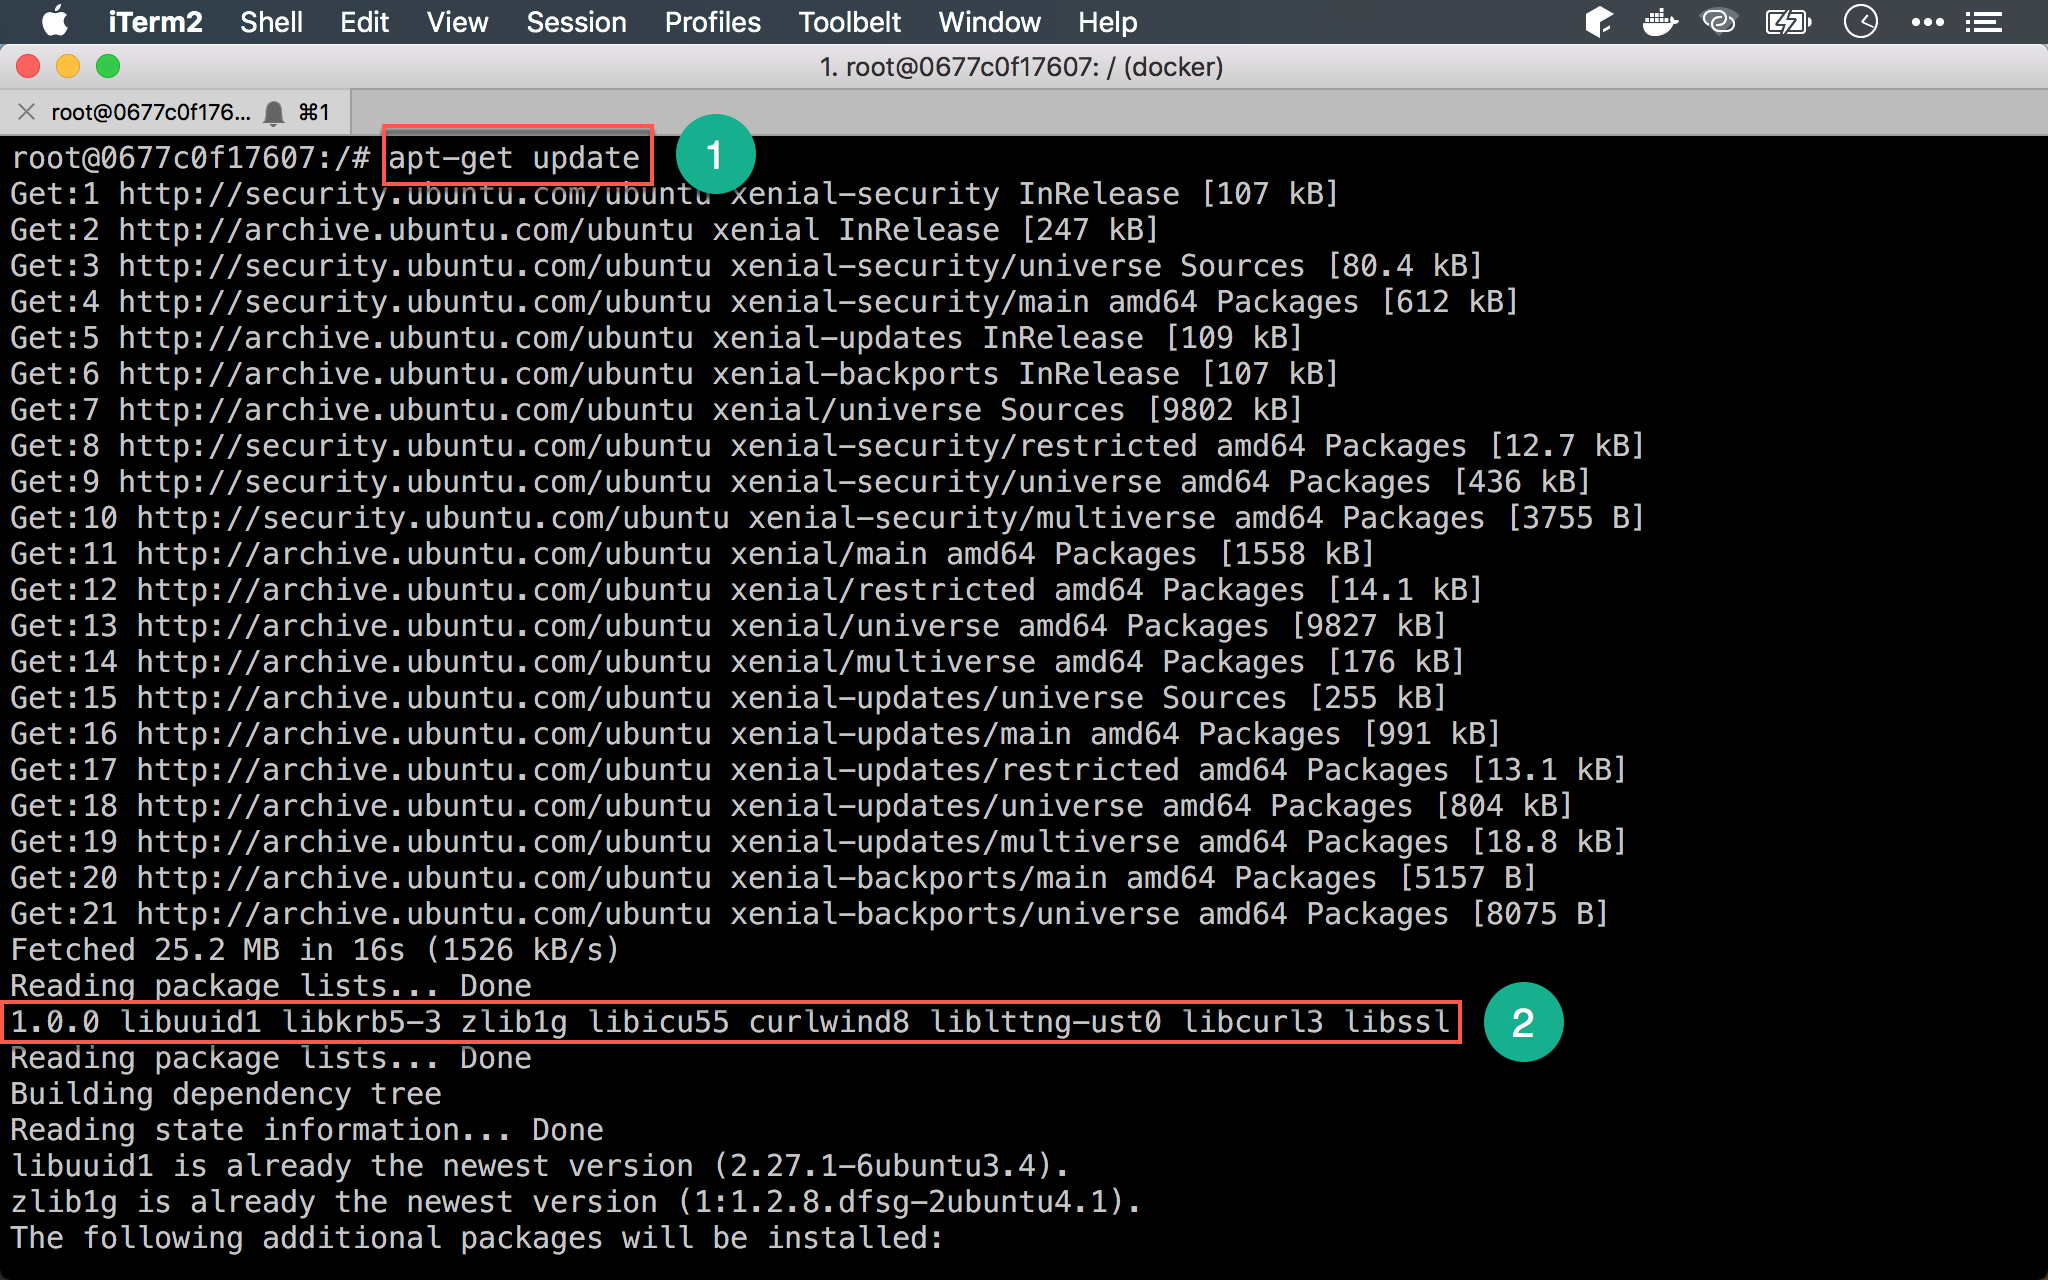 iTerm2 Shell Edit View Session Profiles Toolbelt Window Help
1. root@0677c0f17607: / (docker)
root@0677c0f176... ⌘1
root@0677c0f17607:/# apt-get update
1
Get:1 http://security.ubuntu.com/ubuntu xenial-security InRelease [107 kB]
Get:2 http://archive.ubuntu.com/ubuntu xenial InRelease [247 kB]
Get:3 http://security.ubuntu.com/ubuntu xenial-security/universe Sources [80.4 kB]
Get:4 http://security.ubuntu.com/ubuntu xenial-security/main amd64 Packages [612 kB]
Get:5 http://archive.ubuntu.com/ubuntu xenial-updates InRelease [109 kB]
Get:6 http://archive.ubuntu.com/ubuntu xenial-backports InRelease [107 kB]
Get:7 http://archive.ubuntu.com/ubuntu xenial/universe Sources [9802 kB]
Get:8 http://security.ubuntu.com/ubuntu xenial-security/restricted amd64 Packages [12.7 kB]
Get:9 http://security.ubuntu.com/ubuntu xenial-security/universe amd64 Packages [436 kB]
Get:10 http://security.ubuntu.com/ubuntu xenial-security/multiverse amd64 Packages [3755 B]
Get:11 http://archive.ubuntu.com/ubuntu xenial/main amd64 Packages [1558 kB]
Get:12 http://archive.ubuntu.com/ubuntu xenial/restricted amd64 Packages [14.1 kB]
Get:13 http://archive.ubuntu.com/ubuntu xenial/universe amd64 Packages [9827 kB]
Get:14 http://archive.ubuntu.com/ubuntu xenial/multiverse amd64 Packages [176 kB]
Get:15 http://archive.ubuntu.com/ubuntu xenial-updates/universe Sources [255 kB]
Get:16 http://archive.ubuntu.com/ubuntu xenial-updates/main amd64 Packages [991 kB]
Get:17 http://archive.ubuntu.com/ubuntu xenial-updates/restricted amd64 Packages [13.1 kB]
Get:18 http://archive.ubuntu.com/ubuntu xenial-updates/universe amd64 Packages [804 kB]
Get:19 http://archive.ubuntu.com/ubuntu xenial-updates/multiverse amd64 Packages [18.8 kB]
Get:20 http://archive.ubuntu.com/ubuntu xenial-backports/main amd64 Packages [5157 B]
Get:21 http://archive.ubuntu.com/ubuntu xenial-backports/universe amd64 Packages [8075 B]
Fetched 25.2 MB in 16s (1526 kB/s)
Reading package lists... Done
1.0.0 libuuid1 libkrb5-3 zlib1g libicu55 curlwind8 liblttng-ust0 libcurl3 libssl
2
Reading package lists... Done
Building dependency tree
Reading state information... Done
libuuid1 is already the newest version (2.27.1-6ubuntu3.4).
zlib1g is already the newest version (1:1.2.8.dfsg-2ubuntu4.1).
The following additional packages will be installed: